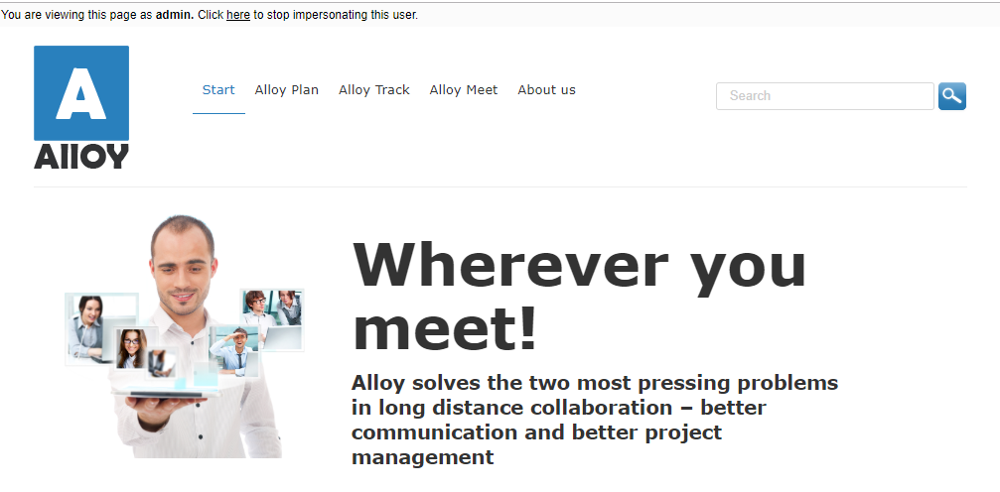 You are viewing this page as admin. Click here to stop impersonating this user.
A
Alloy
Start Alloy Plan Alloy Track Alloy Meet About us
Search
Wherever you
meet!
Alloy solves the two most pressing problems
in long distance collaboration – better
communication and better project
management